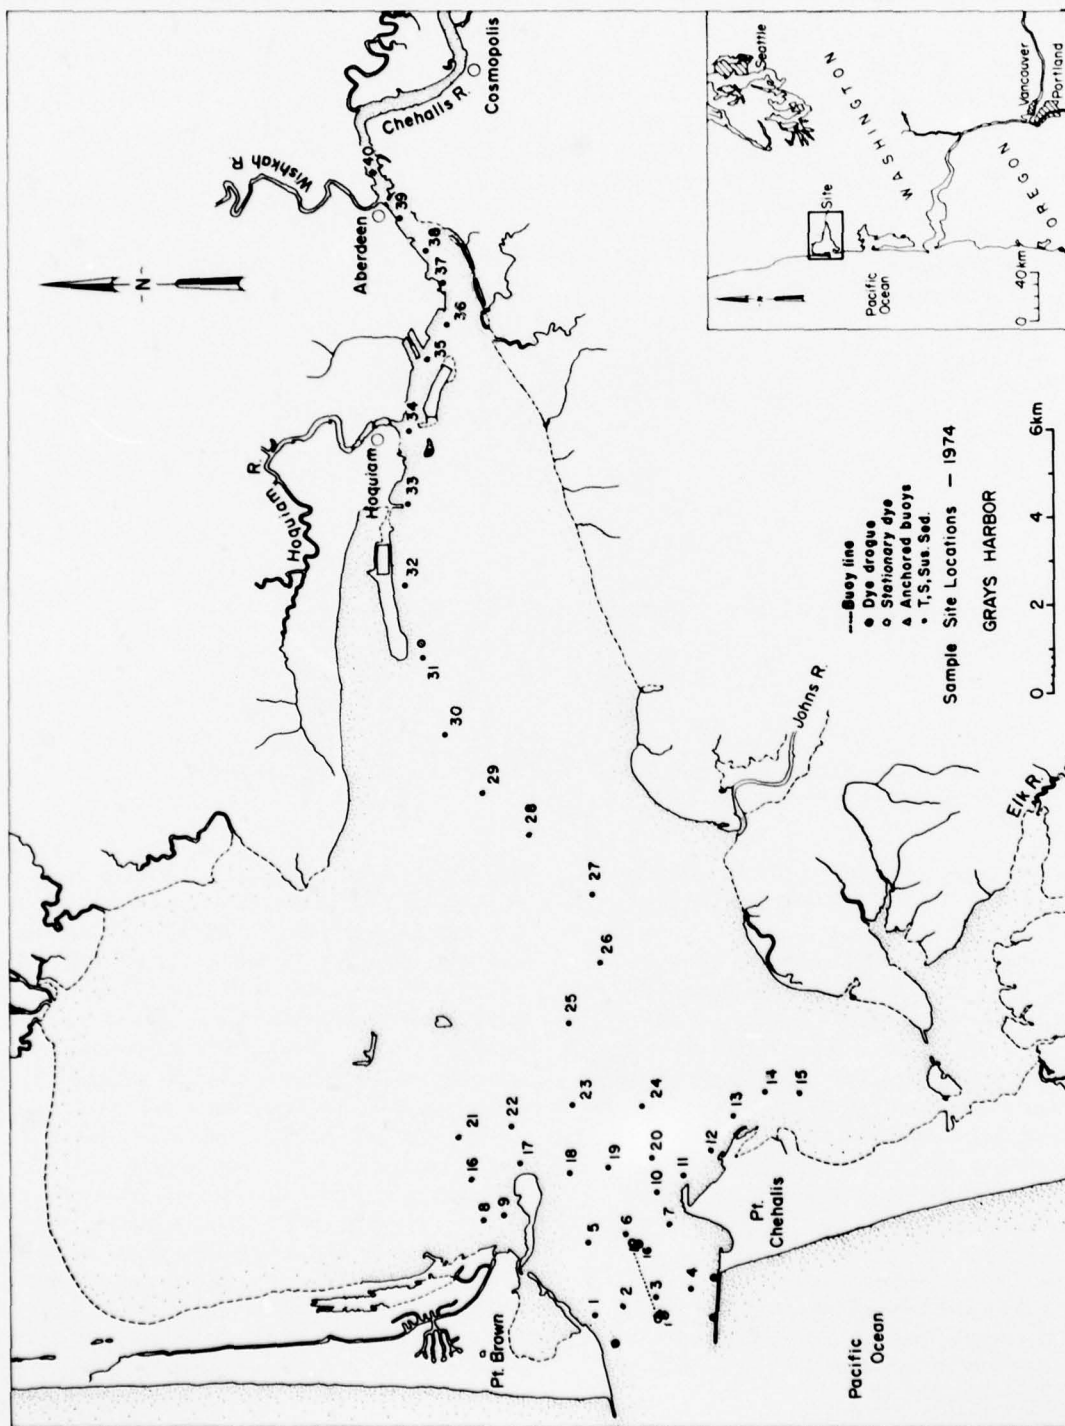 Wishkah R.
Chehalis R.
Cosmopolis
Aberdeen
-N-
Hoquiam R.
Hoquiam
40
39
38
37
36
35
34
33
32
31
30
29
28
27
26
25
24
23
22
21
20
19
18
17
16
15
14
13
12
11
10
9
8
7
6
5
4
3
2
1
16
Johns R.
Elk R.
Pt. Brown
Pt. Chehalis
Pacific
Ocean
Seattle
WASHINGTON
Site
Vancouver
Portland
OREGON
Pacific
Ocean
0 40km
---Buoy line
Dye drogue
Stationary dye
Anchored buoys
T, S, Sus. Sed.
Sample Site Locations — 1974
GRAYS HARBOR
0 2 4 6km